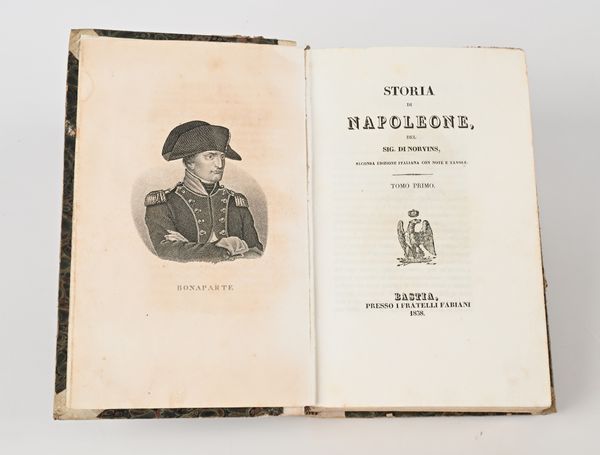 BONAPARTE
STORIA
DI
NAPOLEONE,
DEL
SIG. DI NORVINS,
SECONDA EDIZIONE ITALIANA CON NOTE E TAVOLE.
TOMO PRIMO.
BASTIA,
PRESSO I FRATELLI FABIANI
1838.